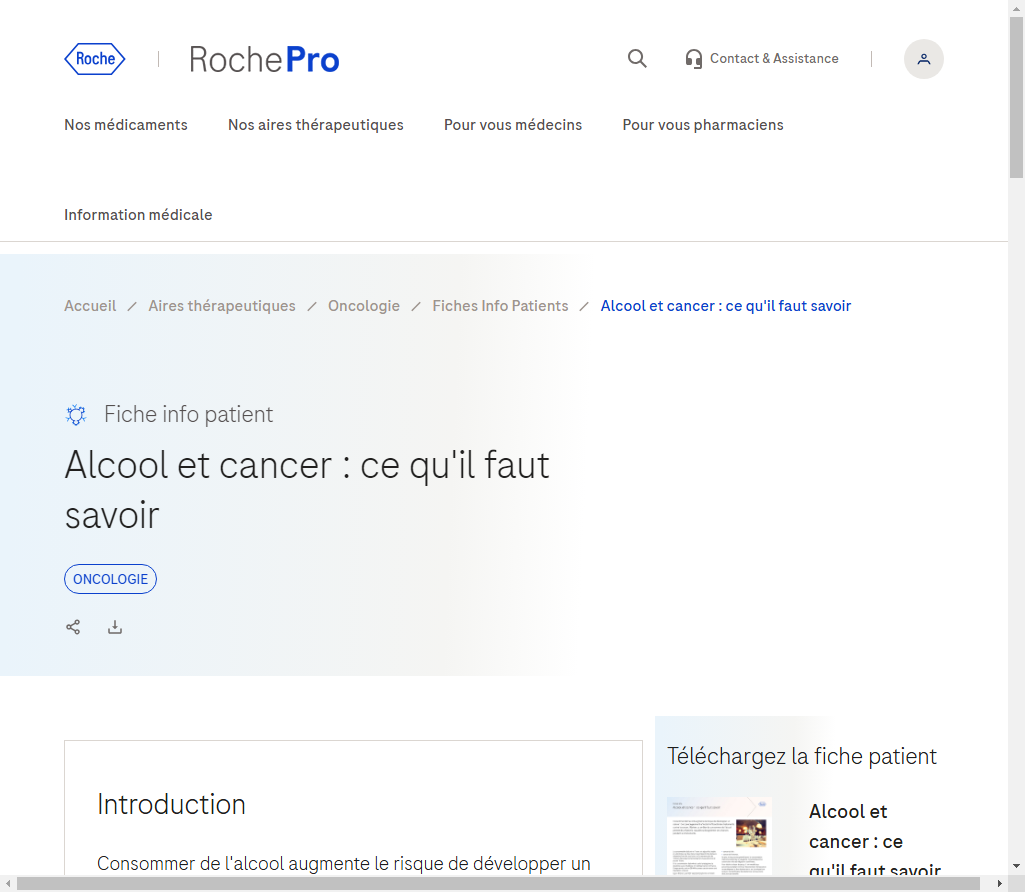 Roche
RochePro
Contact & Assistance
Nos médicaments
Nos aires thérapeutiques
Pour vous médecins
Pour vous pharmaciens
Information médicale
Accueil / Aires thérapeutiques / Oncologie / Fiches Info Patients / Alcool et cancer : ce qu'il faut savoir
Fiche info patient
Alcool et cancer : ce qu'il faut
savoir
ONCOLOGIE
Introduction
Consommer de l'alcool augmente le risque de développer un
Téléchargez la fiche patient
Alcool et
cancer : ce
qu'il faut savoir